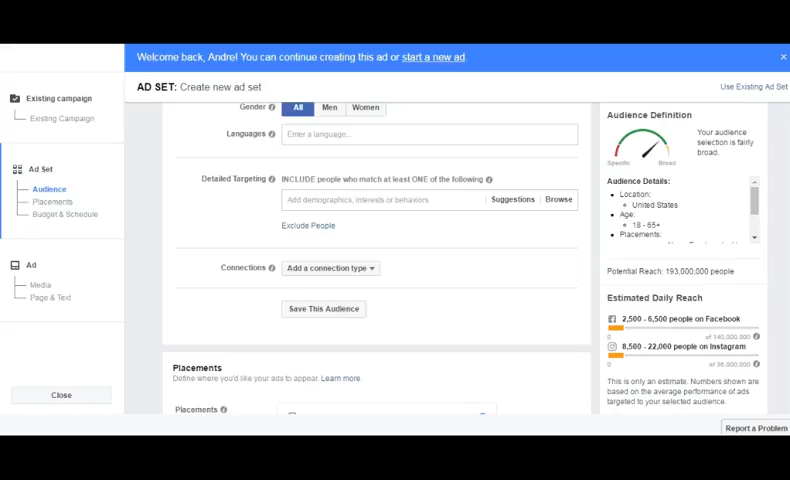 Welcome back, Andre! You can continue creating this ad or start a new ad.
×
AD SET: Create new ad set
Use Existing Ad Set
Existing campaign
Existing Campaign
Ad Set
Audience
Placements
Budget & Schedule
Ad
Media
Page & Text
Close
Gender
All
Men
Women
Languages
Enter a language...
Detailed Targeting
INCLUDE people who match at least ONE of the following
Add demographics, interests or behaviors
Suggestions
Browse
Exclude People
Connections
Add a connection type
Save This Audience
Placements
Define where you'd like your ads to appear. Learn more.
Placements
Audience Definition
Your audience
selection is fairly
broad.
Specific
Broad
Audience Details:
Location:
United States
Age:
18 - 65+
Placements:
Potential Reach: 193,000,000 people
Estimated Daily Reach
2,500 - 6,500 people on Facebook
0
of 140,000,000
8,500 - 22,000 people on Instagram
0
of 36,000,000
This is only an estimate. Numbers shown are
based on the average performance of ads
targeted to your selected audience.
Report a Problem